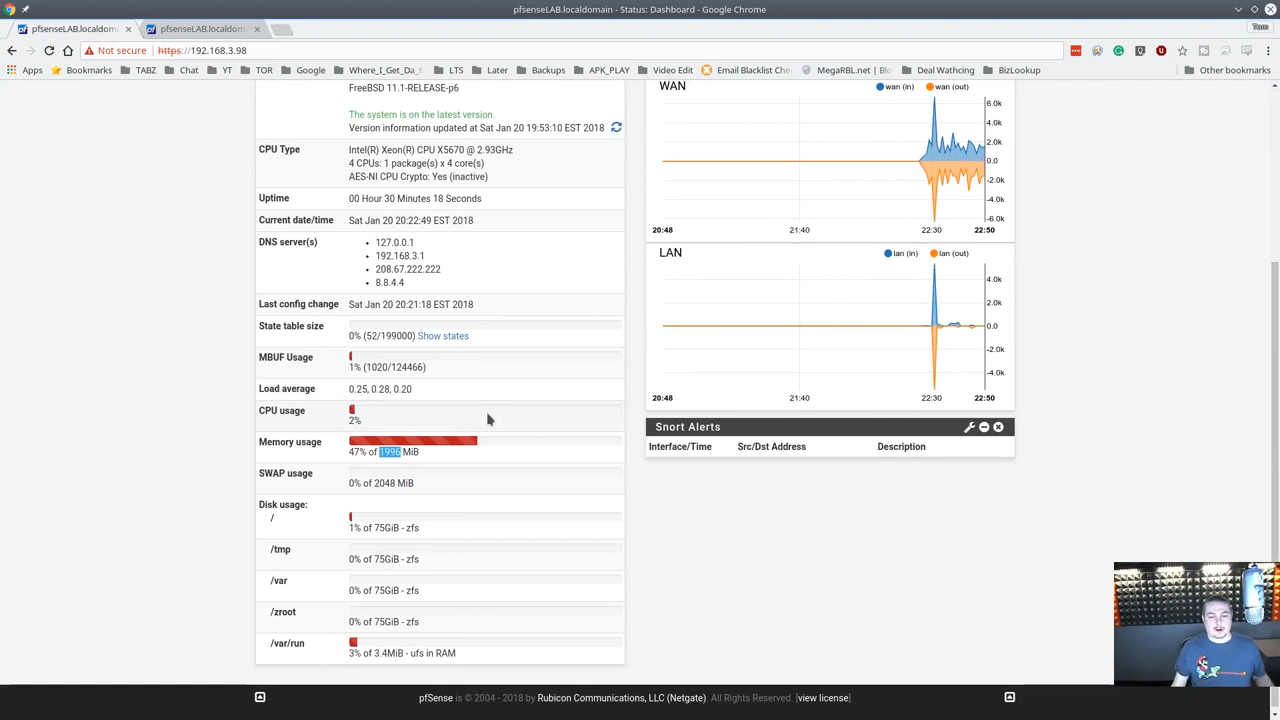 pfsenseLAB.localdomain - Status: Dashboard - Google Chrome
pfsenseLAB.localdom
pfsenseLAB.localdom
Tom
Not secure
https://192.168.3.98
Apps
Bookmarks
TABZ
Chat
YT
TOR
Google
Where_I_Get_Da_
LTS
Later
Backups
APK_PLAY
Video Edit
Email Blacklist Che
MegaRBL.net | Blo
Deal Wathcing
BizLookup
Other bookmarks
FreeBSD 11.1-RELEASE-p6
The system is on the latest version.
Version information updated at Sat Jan 20 19:53:10 EST 2018
CPU Type
Intel(R) Xeon(R) CPU X5670 @ 2.93GHz
4 CPUs: 1 package(s) x 4 core(s)
AES-NI CPU Crypto: Yes (inactive)
Uptime
00 Hour 30 Minutes 18 Seconds
Current date/time
Sat Jan 20 20:22:49 EST 2018
DNS server(s)
127.0.0.1
192.168.3.1
208.67.222.222
8.8.4.4
Last config change
Sat Jan 20 20:21:18 EST 2018
State table size
0% (52/199000) Show states
MBUF Usage
1% (1020/124466)
Load average
0.25, 0.28, 0.20
CPU usage
2%
Memory usage
47% of 1996 MiB
SWAP usage
0% of 2048 MiB
Disk usage:
/
1% of 75GiB - zfs
/tmp
0% of 75GiB - zfs
/var
0% of 75GiB - zfs
/zroot
0% of 75GiB - zfs
/var/run
3% of 3.4MiB - ufs in RAM
WAN
wan (in)
wan (out)
6.0k
4.0k
2.0k
0.0
-2.0k
-4.0k
-6.0k
20:48
21:40
22:30
22:50
LAN
lan (in)
lan (out)
4.0k
2.0k
0.0
-2.0k
-4.0k
20:48
21:40
22:30
22:50
Snort Alerts
Interface/Time
Src/Dst Address
Description
pfSense is © 2004 - 2018 by Rubicon Communications, LLC (Netgate). All Rights Reserved. [view license]